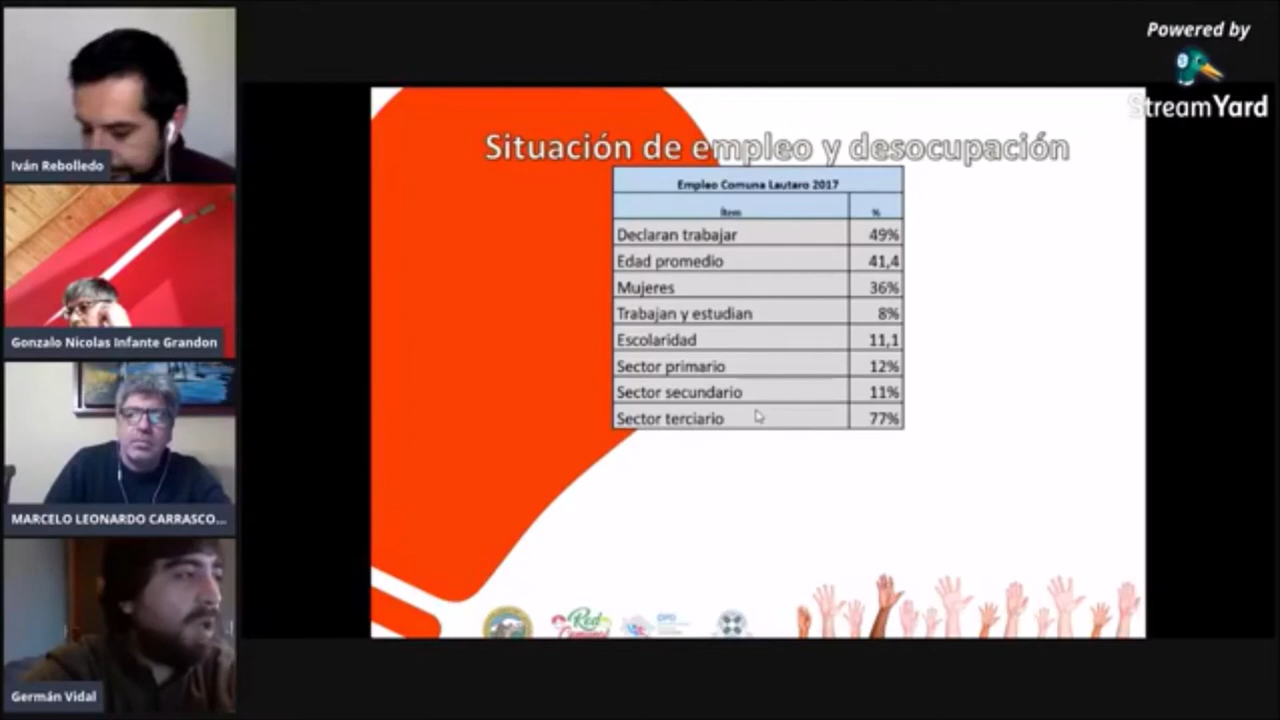 Powered by
StreamYard
Iván Rebolledo
Gonzalo Nicolas Infante Grandon
MARCELO LEONARDO CARRASCO...
Germán Vidal
Situación de empleo y desocupación
Empleo Comuna Lautaro 2017
Ítem %
Declaran trabajar 49%
Edad promedio 41,4
Mujeres 36%
Trabajan y estudian 8%
Escolaridad 11,1
Sector primario 12%
Sector secundario 11%
Sector terciario 77%
Red